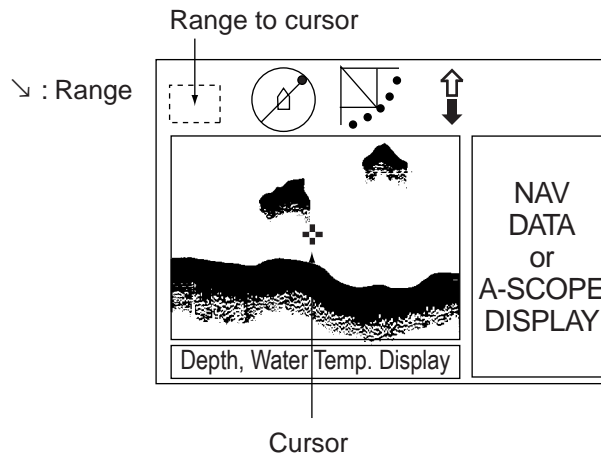 Range to cursor
↘ : Range
NAV
DATA
or
A-SCOPE
DISPLAY
Depth, Water Temp. Display
Cursor